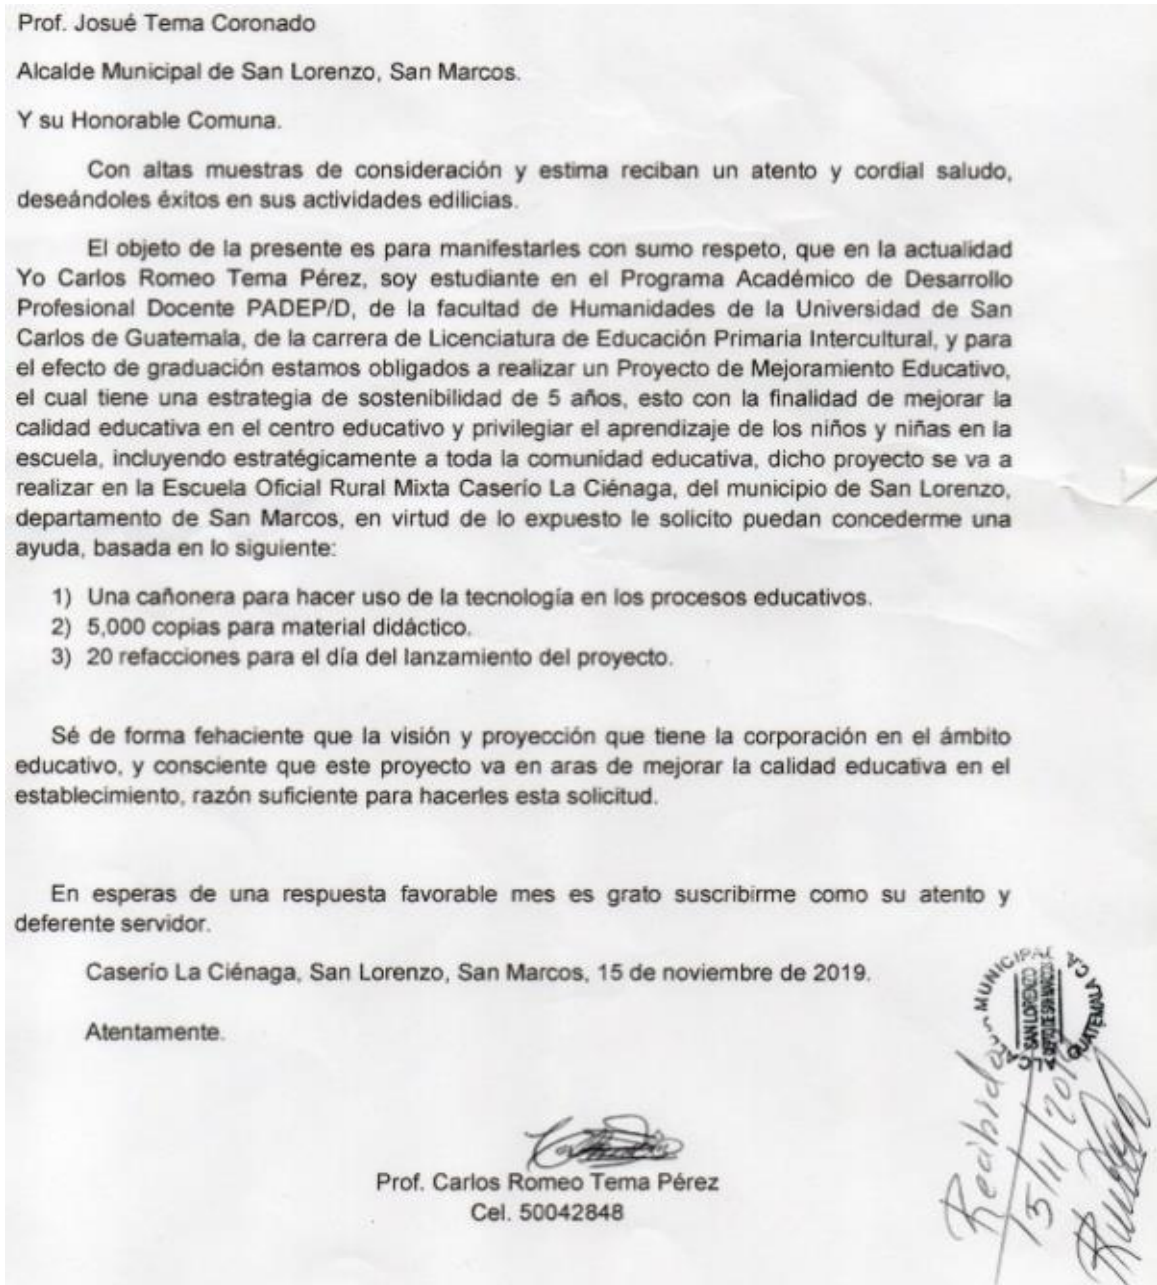 Prof. Josué Tema Coronado
Alcalde Municipal de San Lorenzo, San Marcos.
Y su Honorable Comuna.
Con altas muestras de consideración y estima reciban un atento y cordial saludo,
deseándoles éxitos en sus actividades edilicias.
El objeto de la presente es para manifestarles con sumo respeto, que en la actualidad
Yo Carlos Romeo Tema Pérez, soy estudiante en el Programa Académico de Desarrollo
Profesional Docente PADEP/D, de la facultad de Humanidades de la Universidad de San
Carlos de Guatemala, de la carrera de Licenciatura de Educación Primaria Intercultural, y para
el efecto de graduación estamos obligados a realizar un Proyecto de Mejoramiento Educativo,
el cual tiene una estrategia de sostenibilidad de 5 años, esto con la finalidad de mejorar la
calidad educativa en el centro educativo y privilegiar el aprendizaje de los niños y niñas en la
escuela, incluyendo estratégicamente a toda la comunidad educativa, dicho proyecto se va a
realizar en la Escuela Oficial Rural Mixta Caserío La Ciénaga, del municipio de San Lorenzo,
departamento de San Marcos, en virtud de lo expuesto le solicito puedan concederme una
ayuda, basada en lo siguiente:
1) Una cañonera para hacer uso de la tecnología en los procesos educativos.
2) 5,000 copias para material didáctico.
3) 20 refacciones para el día del lanzamiento del proyecto.
Sé de forma fehaciente que la visión y proyección que tiene la corporación en el ámbito
educativo, y consciente que este proyecto va en aras de mejorar la calidad educativa en el
establecimiento, razón suficiente para hacerles esta solicitud.
En esperas de una respuesta favorable mes es grato suscribirme como su atento y
deferente servidor.
Caserío La Ciénaga, San Lorenzo, San Marcos, 15 de noviembre de 2019.
Atentamente.
MUNICIPAL
SAN LORENZO
DEPTO DE SAN MARCOS
GUATEMALA C.A.
Recibido
15/11/2019
Prof. Carlos Romeo Tema Pérez
Cel. 50042848